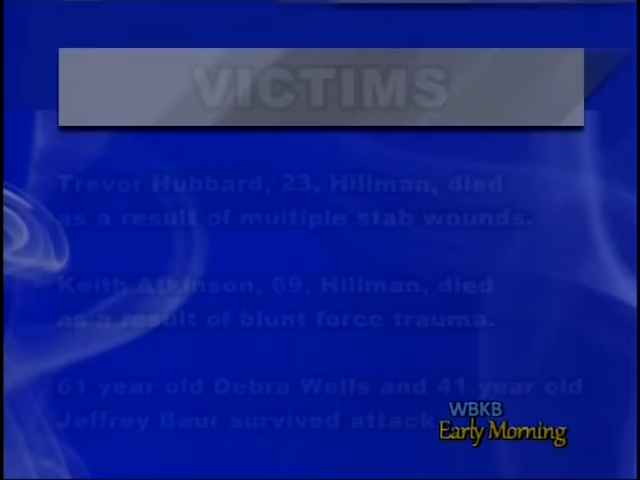 VICTIMS
Trevor Hubbard, 23, Hillman, died
as a result of multiple stab wounds.
Keith Atkinson, 69, Hillman, died
as a result of blunt force trauma.
61 year old Debra Wells and 41 year old
Jeffrey Baur survived attack
WBKB
Early Morning